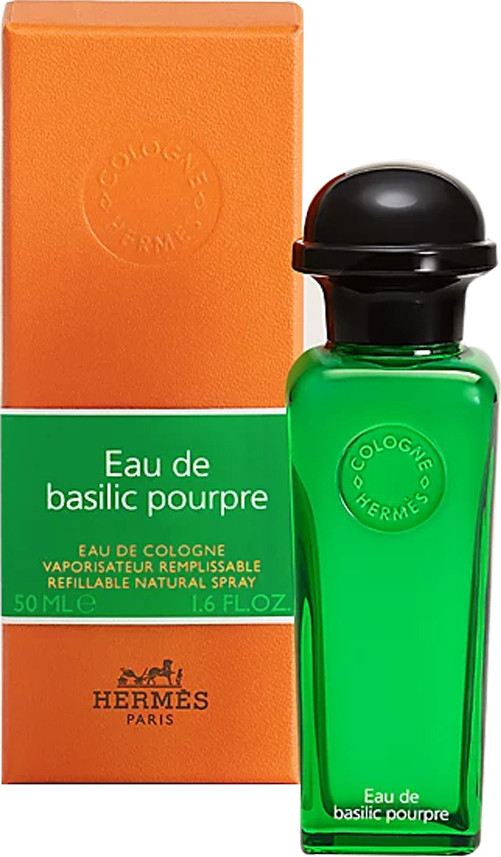 COLOGNE
HERMÈS
Eau de
basilic pourpre
EAU DE COLOGNE
VAPORISATEUR REMPLISSABLE
REFILLABLE NATURAL SPRAY
50 ML e 1.6 FL.OZ.
HERMÈS
PARIS
COLOGNE
HERMÈS
Eau de
basilic pourpre